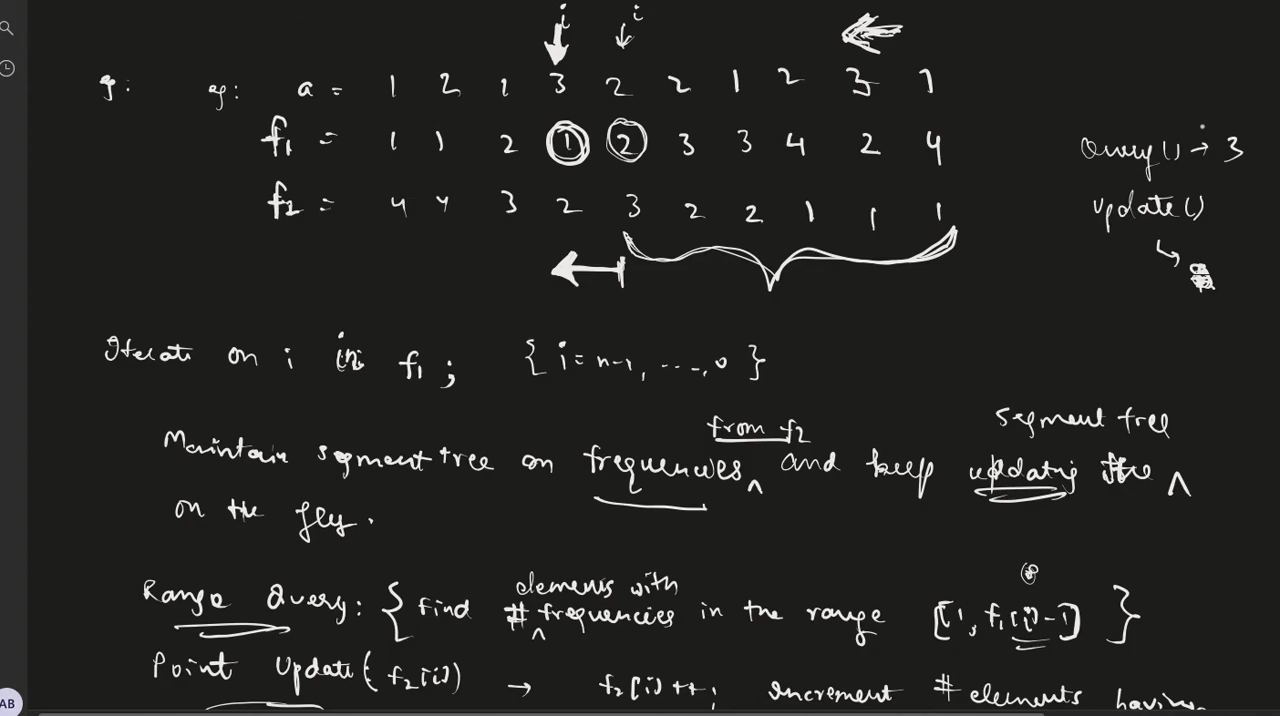 i i
eg: eg: a = 1 2 1 3 2 2 1 2 3 1
f1 = 1 1 2 1 2 3 3 4 2 4
Query() → 3
f2 = 4 4 3 2 3 2 2 1 1 1
update()
Iterate on i in f1 ; { i = n-1, ...., 0 }
from f2 segment tree
Maintain segment tree on frequencies ^ and keep updating the ^
on the fly.
elements with
Range Query: { Find # ^ frequencies in the range [1, f1[i]-1] }
Point Update( f2[i]) → f2[i]++; increment # elements having
AB